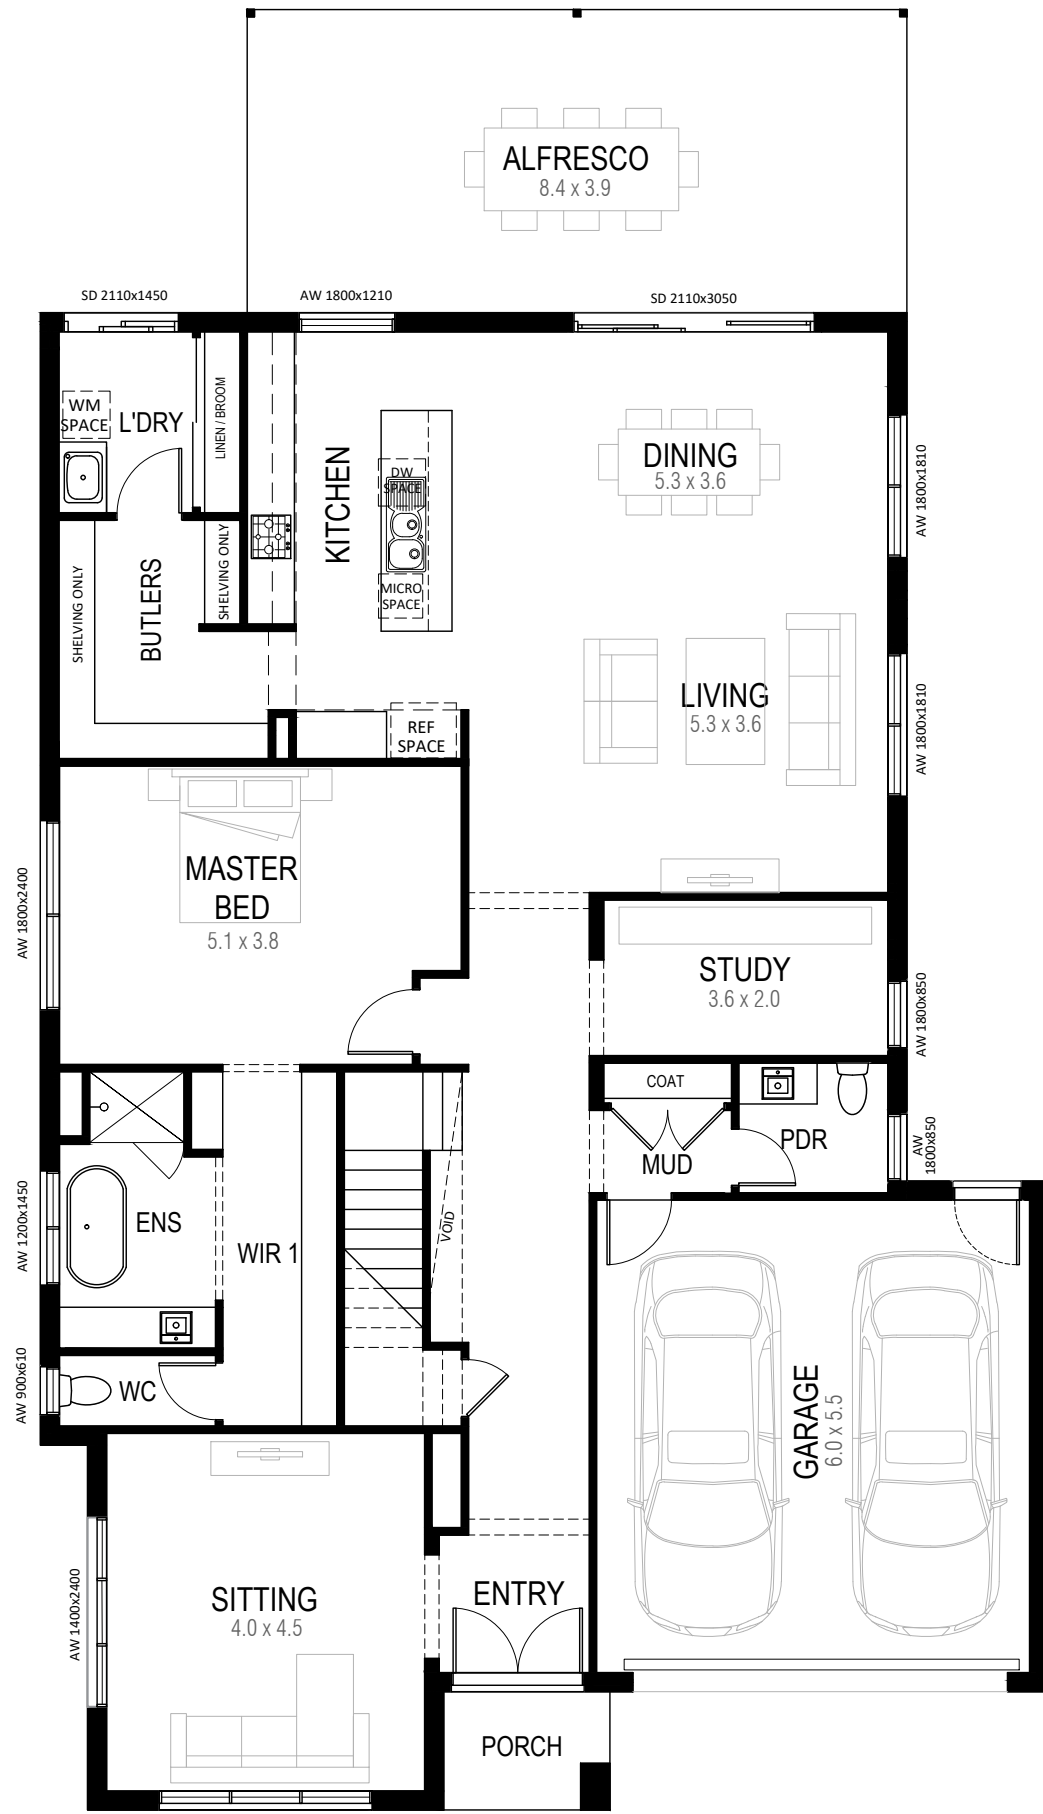 ALFRESCO
8.4 x 3.9
SD 2110x1450
AW 1800x1210
SD 2110x3050
WM
SPACE
L'DRY
LINEN / BROOM
KITCHEN
DW
SPACE
MICRO
SPACE
DINING
5.3 x 3.6
AW 1800x1810
SHELVING ONLY
BUTLERS
SHELVING ONLY
REF
SPACE
LIVING
5.3 x 3.6
AW 1800x1810
MASTER
BED
5.1 x 3.8
AW 1800x2400
STUDY
3.6 x 2.0
AW 1800x850
COAT
MUD
PDR
AW
1800x850
ENS
AW 1200x1450
WIR 1
VOID
WC
AW 900x610
GARAGE
6.0 x 5.5
SITTING
4.0 x 4.5
AW 1400x2400
ENTRY
PORCH